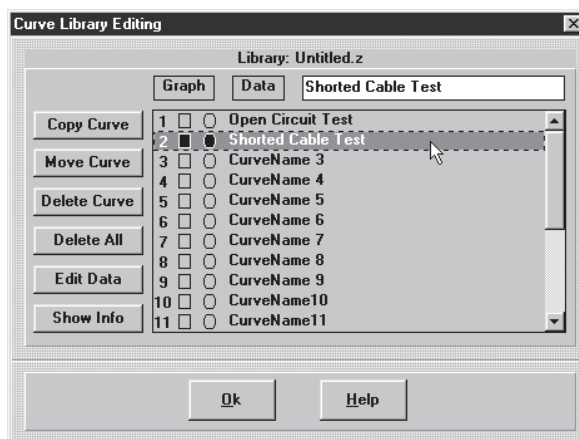 Curve Library Editing
Library: Untitled.z
Graph Data Shorted Cable Test
Copy Curve
Move Curve
Delete Curve
Delete All
Edit Data
Show Info
1 Open Circuit Test
2 Shorted Cable Test
3 CurveName 3
4 CurveName 4
5 CurveName 5
6 CurveName 6
7 CurveName 7
8 CurveName 8
9 CurveName 9
10 CurveName10
11 CurveName11
Ok Help